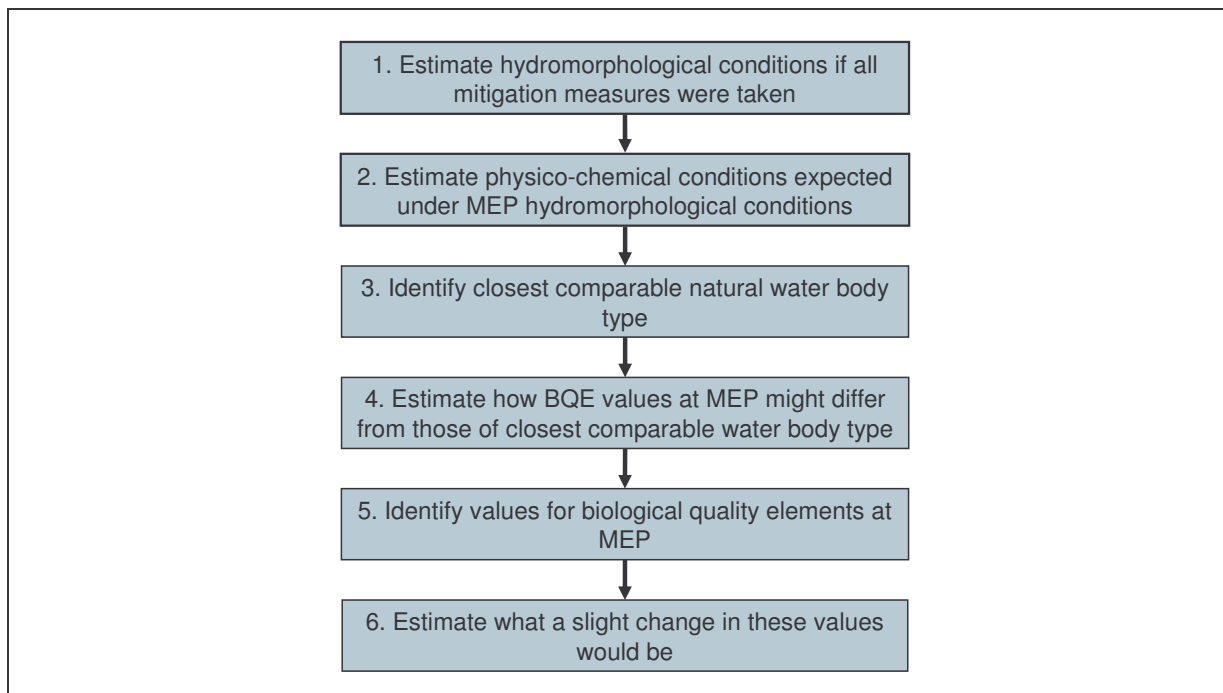 1. Estimate hydromorphological conditions if all
mitigation measures were taken
2. Estimate physico-chemical conditions expected
under MEP hydromorphological conditions
3. Identify closest comparable natural water body
type
4. Estimate how BQE values at MEP might differ
from those of closest comparable water body type
5. Identify values for biological quality elements at
MEP
6. Estimate what a slight change in these values
would be